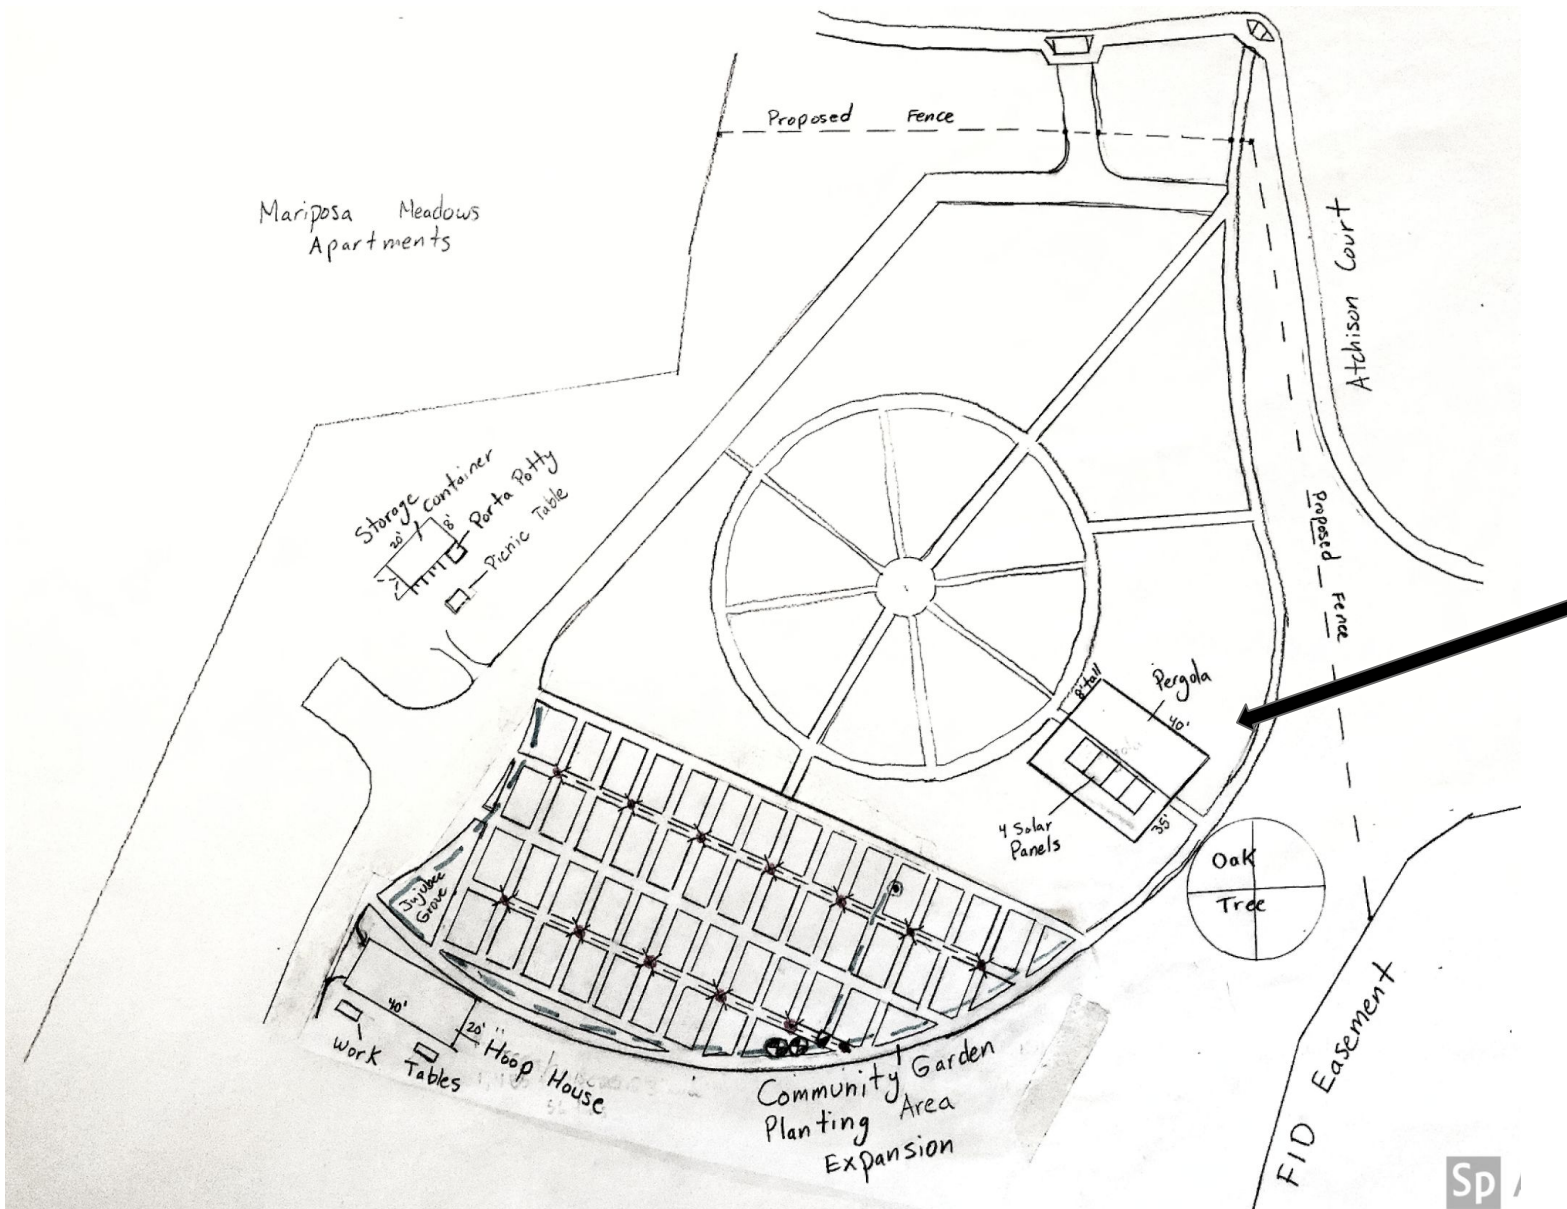 Proposed Fence
Mariposa Meadows
Apartments
Atchison Court
Storage
Container
20'
8'
Porta Potty
Picnic Table
Proposed Fence
8' tall
Pergola
40'
4 Solar
Panels
35'
Oak
Tree
Jujubee
Grove
40'
20'
Work
Tables
Hoop House
Community Garden
Planting Area
Expansion
FID Easement
Sp